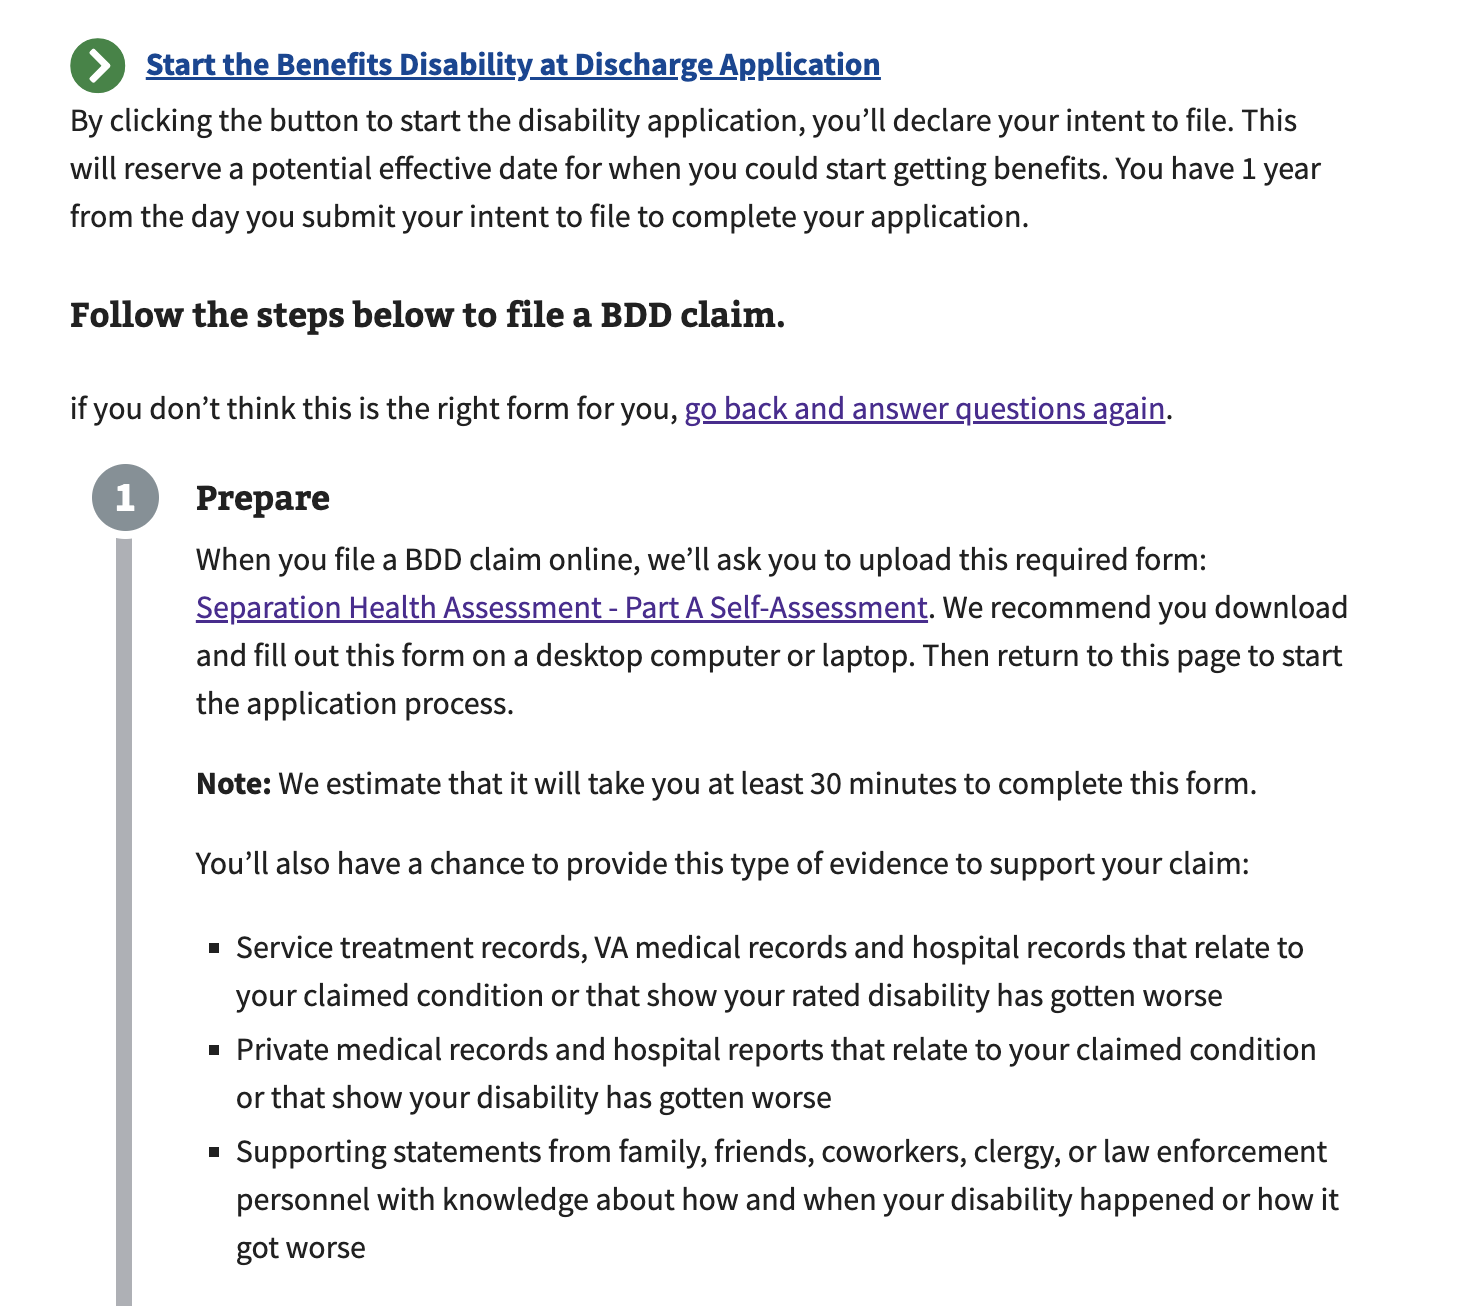 Start the Benefits Disability at Discharge Application
By clicking the button to start the disability application, you’ll declare your intent to file. This
will reserve a potential effective date for when you could start getting benefits. You have 1 year
from the day you submit your intent to file to complete your application.
Follow the steps below to file a BDD claim.
if you don’t think this is the right form for you, go back and answer questions again.
1
Prepare
When you file a BDD claim online, we’ll ask you to upload this required form:
Separation Health Assessment - Part A Self-Assessment. We recommend you download
and fill out this form on a desktop computer or laptop. Then return to this page to start
the application process.
Note: We estimate that it will take you at least 30 minutes to complete this form.
You’ll also have a chance to provide this type of evidence to support your claim:
▪ Service treatment records, VA medical records and hospital records that relate to
your claimed condition or that show your rated disability has gotten worse
▪ Private medical records and hospital reports that relate to your claimed condition
or that show your disability has gotten worse
▪ Supporting statements from family, friends, coworkers, clergy, or law enforcement
personnel with knowledge about how and when your disability happened or how it
got worse